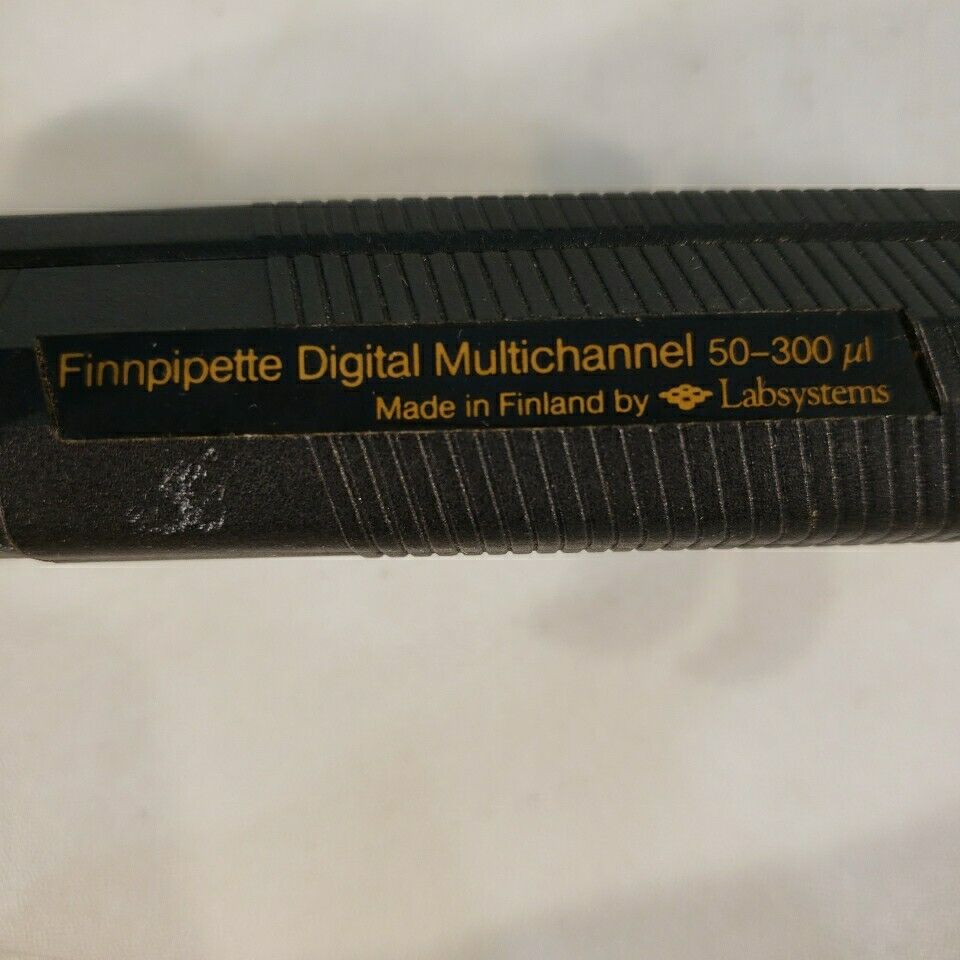 Finnpipette Digital Multichannel 50–300 µl
Made in Finland by Labsystems